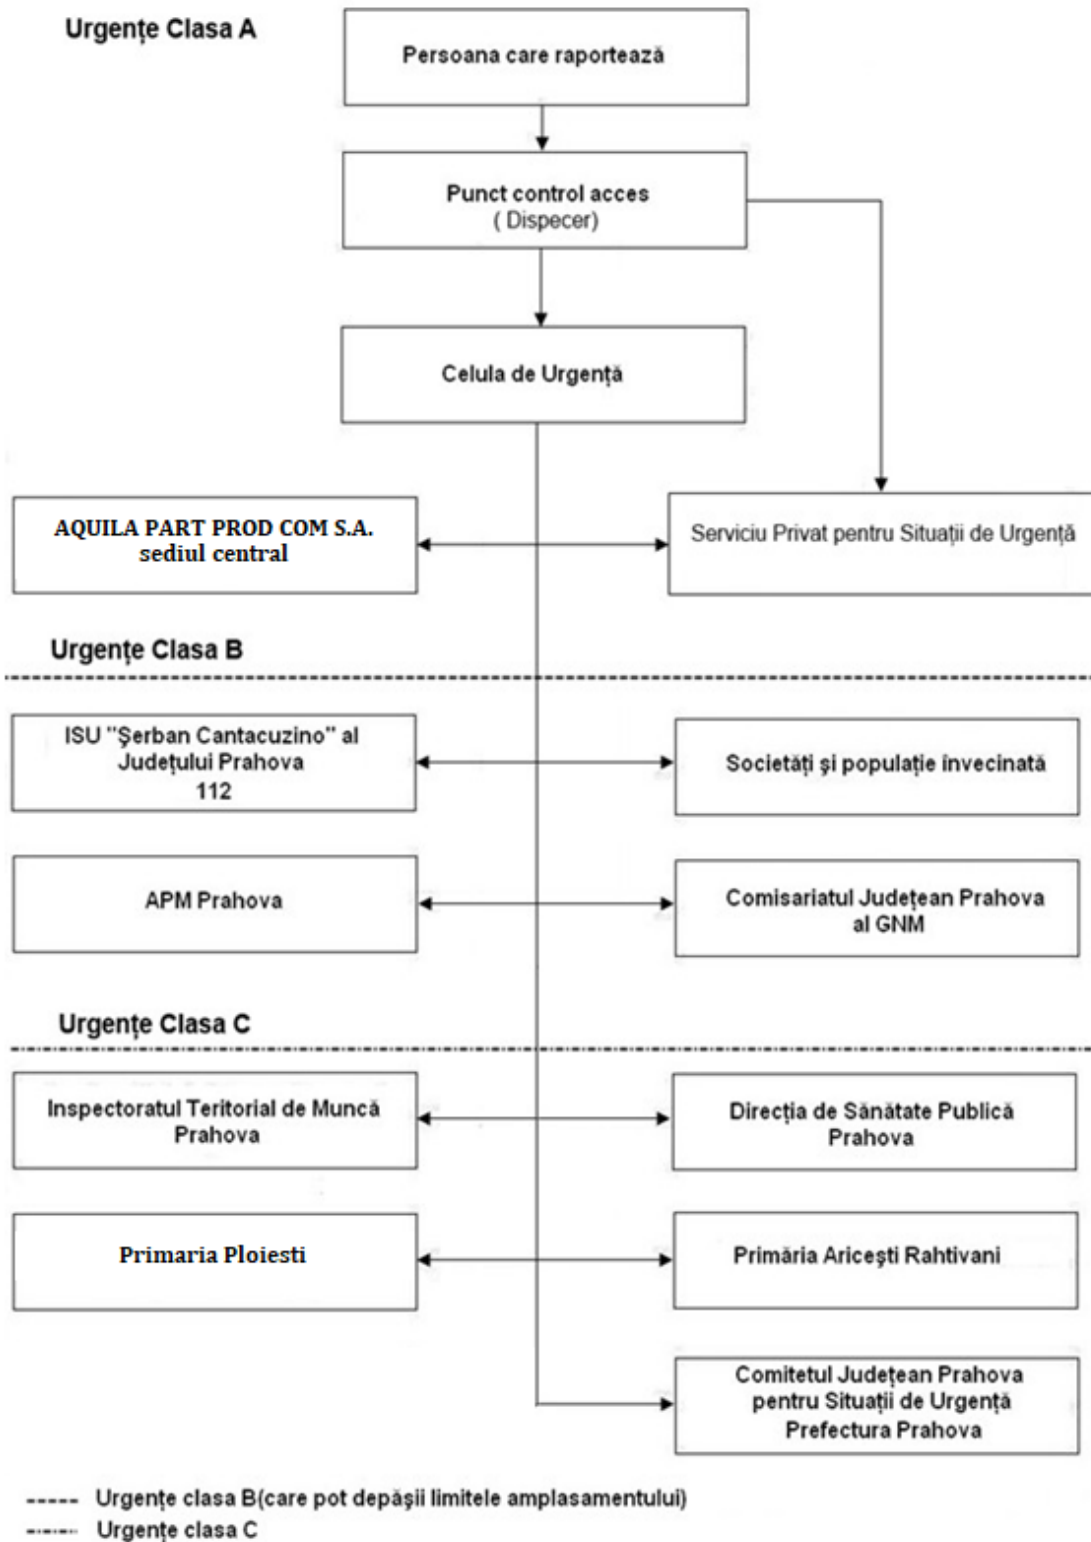 Urgențe Clasa A
Persoana care raportează
Punct control acces
( Dispecer)
Celula de Urgență
AQUILA PART PROD COM S.A.
sediul central
Serviciu Privat pentru Situații de Urgență
Urgențe Clasa B
ISU "Șerban Cantacuzino" al
Județului Prahova
112
Societăți și populație învecinată
APM Prahova
Comisariatul Județean Prahova
al GNM
Urgențe Clasa C
Inspectoratul Teritorial de Muncă
Prahova
Direcția de Sănătate Publică
Prahova
Primaria Ploiesti
Primăria Aricești Rahtivani
Comitetul Județean Prahova
pentru Situații de Urgență
Prefectura Prahova
Urgențe clasa B(care pot depășii limitele amplasamentului)
Urgențe clasa C